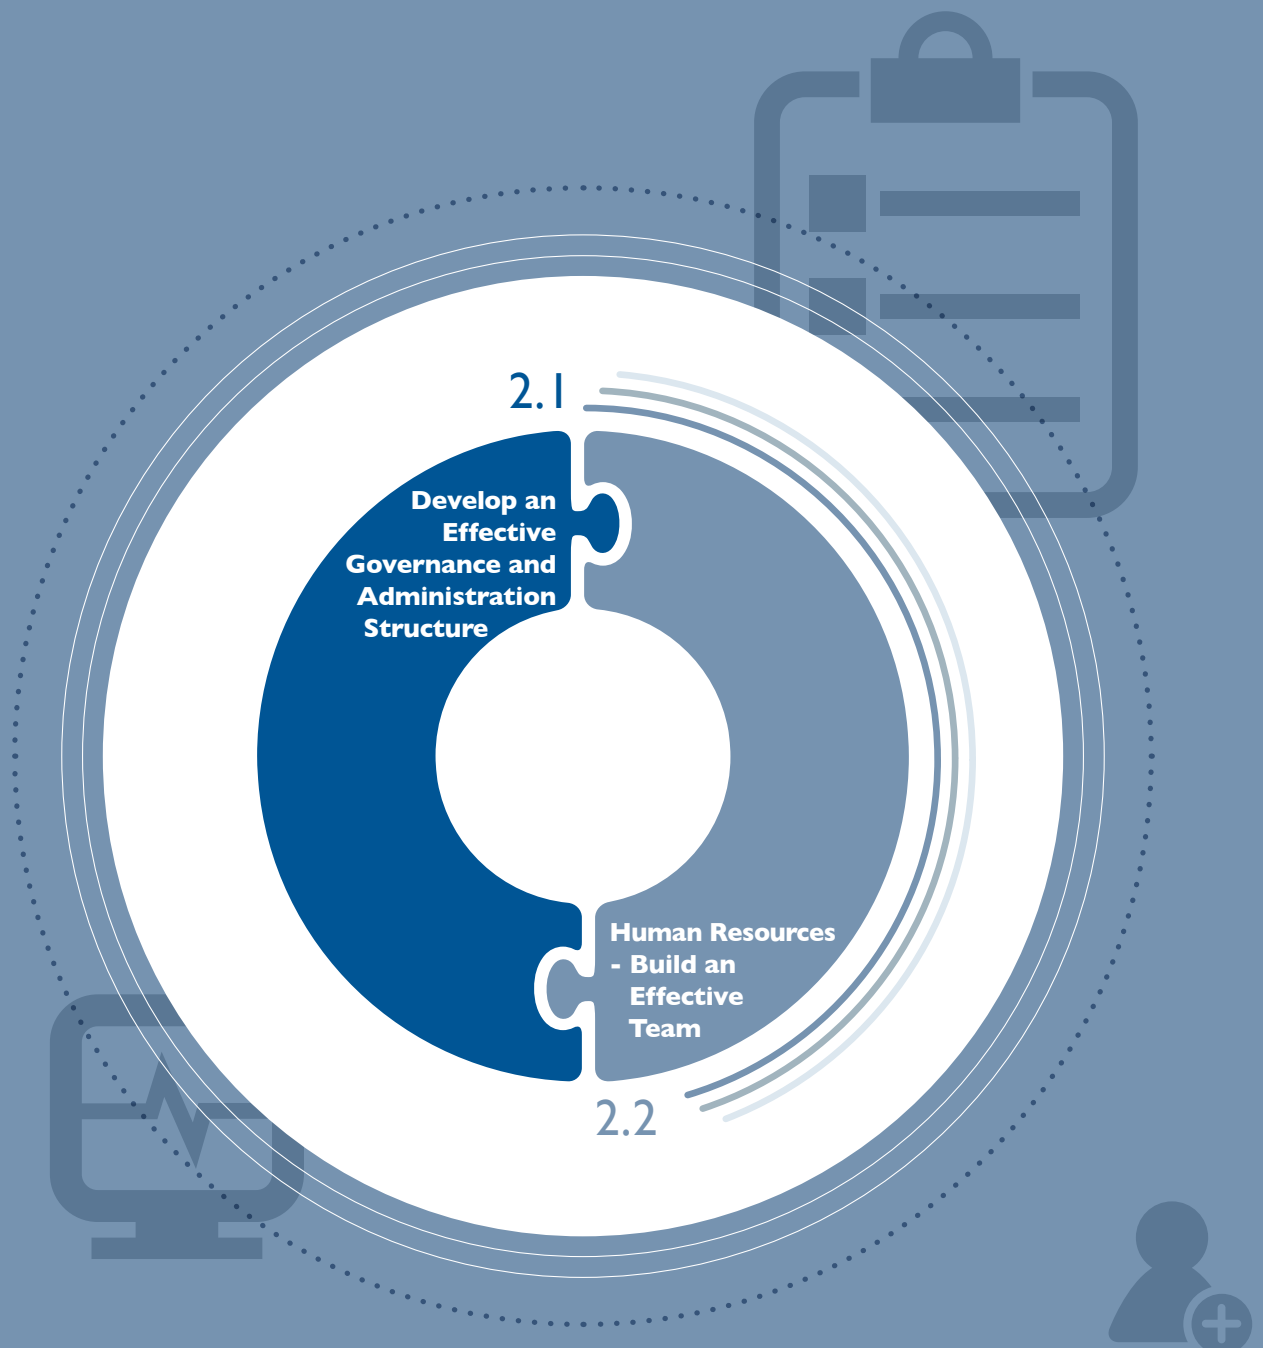 2.1
Develop an
Effective
Governance and
Administration
Structure
Human Resources
- Build an
Effective
Team
2.2